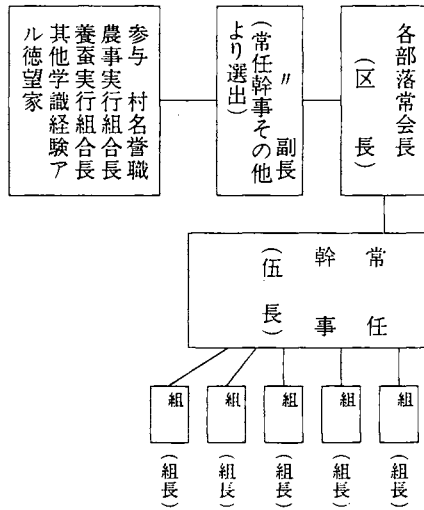 各部落常会長
（区長）
〃副長
（常任幹事その他
より選出）
参与　村名誉職
農事実行組合長
養蚕実行組合長
其他学識経験ア
ル徳望家
常任
幹事
（伍長）
組
（組長）
組
（組長）
組
（組長）
組
（組長）
組
（組長）